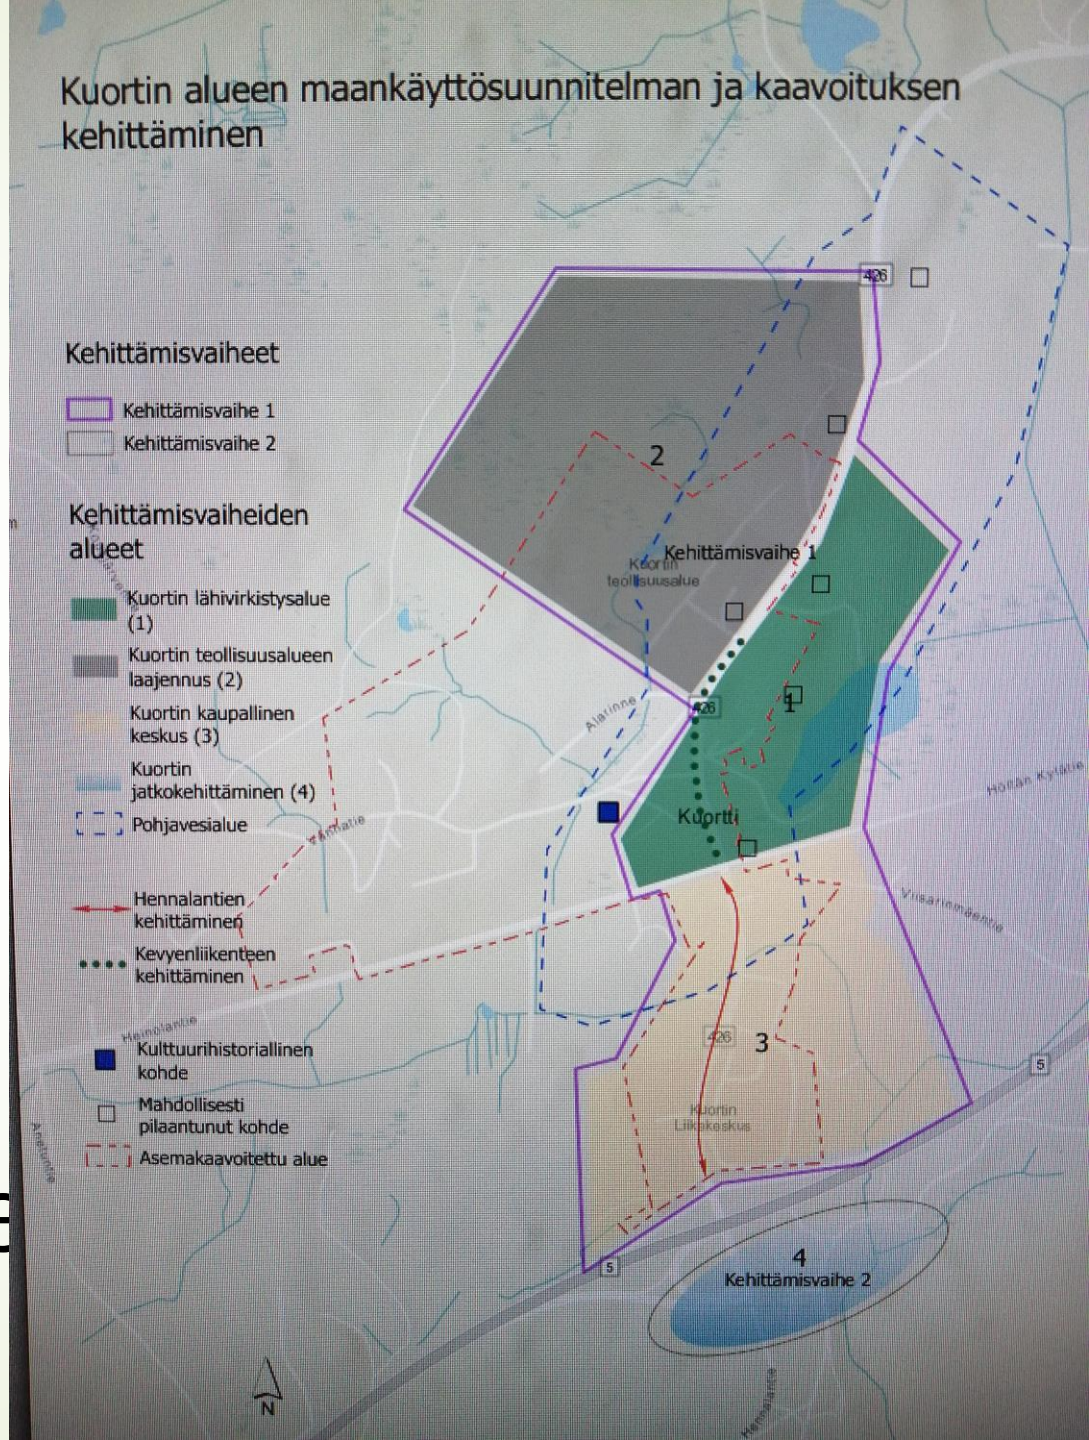 Kuortin alueen maankäyttösuunnitelman ja kaavoituksen
kehittäminen
426
Kehittämisvaiheet
Kehittämisvaihe 1
Kehittämisvaihe 2
2
Kehittämisvaiheiden
alueet
Kehittämisvaihe 1
Kuortin
teollisuusalue
Kuortin lähivirkistysalue
(1)
Kuortin teollisuusalueen
laajennus (2)
Kuortin kaupallinen
keskus (3)
Kuortin
jatkokehittäminen (4)
Pohjavesialue
1
426
Alarinne
Kuortti
Vännätie
Viisarinmäentie
Hennalantien
kehittäminen
Kevyenliikenteen
kehittäminen
Heinolantie
Kulttuurihistoriallinen
kohde
Mahdollisesti
pilaantunut kohde
Asemakaavoitettu alue
426
3
5
Kuortin
Liikekeskus
4
Kehittämisvaihe 2
5
N